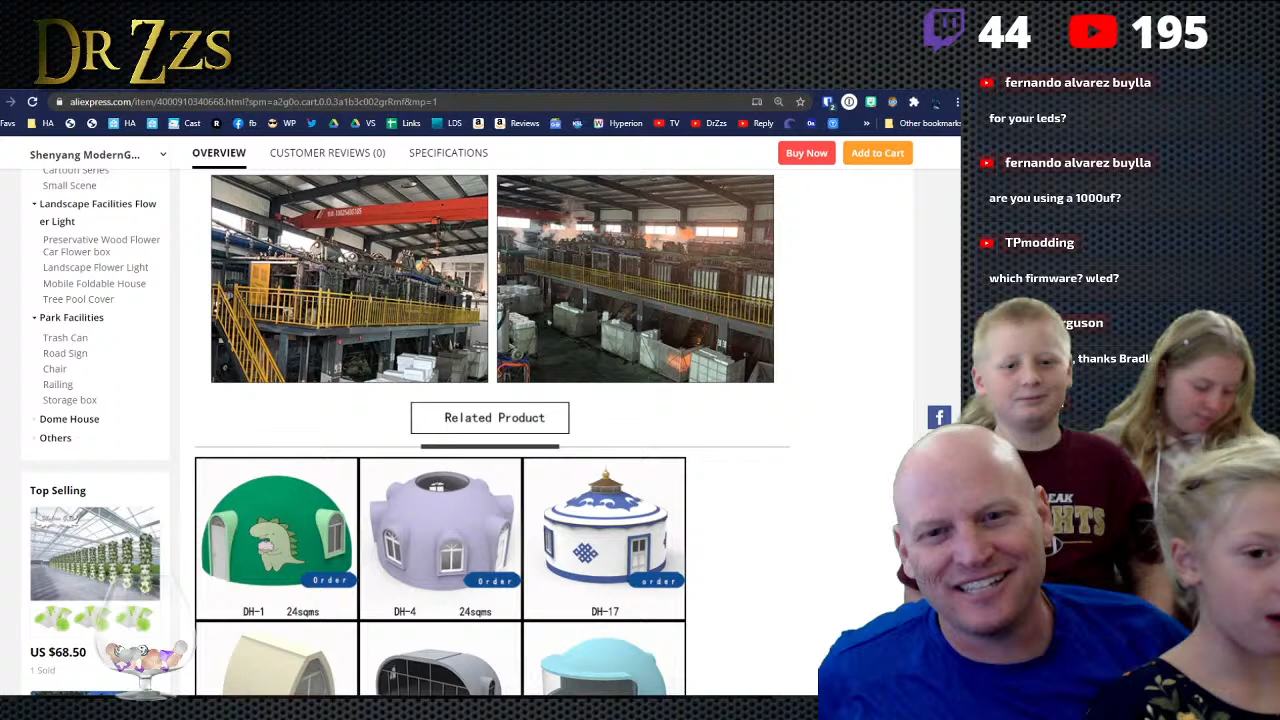 DR ZZS
44
195
aliexpress.com/item/4000910340668.html?spm=a2g0o.cart.0.0.3a1b3c002grRmf&mp=1
Favs
HA
HA
Cast
fb
WP
VS
Links
LDS
Reviews
Hyperion
TV
DrZzs
Reply
»
Other bookmarks
Shenyang ModernG...
OVERVIEW
CUSTOMER REVIEWS (0)
SPECIFICATIONS
Buy Now
Add to Cart
Cartoon Series
Small Scene
Landscape Facilities Flow
er Light
Preservative Wood Flower
Car Flower box
Landscape Flower Light
Mobile Foldable House
Tree Pool Cover
Park Facilities
Trash Can
Road Sign
Chair
Railing
Storage box
Dome House
Others
Top Selling
US $68.50
1 Sold
Related Product
Order
DH-1 24sqms
Order
DH-4 24sqms
order
DH-17
fernando alvarez buylla
for your leds?
fernando alvarez buylla
are you using a 1000uf?
TPmodding
which firmware? wled?
guson
, thanks Bradl